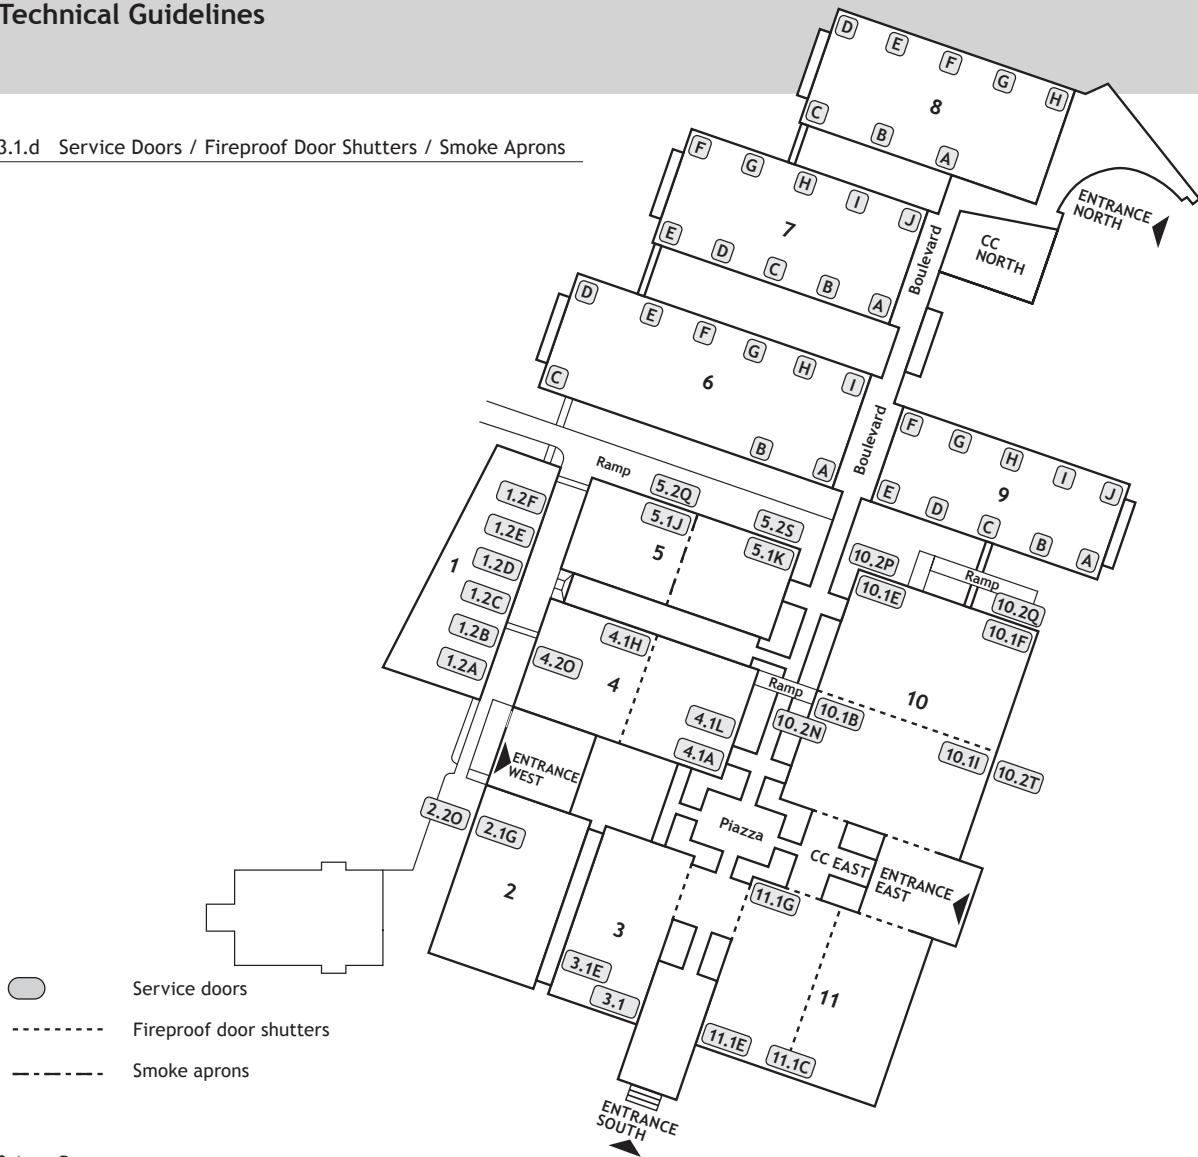 Technical Guidelines
3.1.d Service Doors / Fireproof Door Shutters / Smoke Aprons
D
E
F
G
H
8
C
B
A
ENTRANCE
NORTH
F
G
H
I
J
7
E
D
C
B
A
Boulevard
CC
NORTH
D
E
F
G
H
I
6
C
B
A
Boulevard
F
G
H
I
J
9
E
D
C
B
A
Ramp
5.2Q
5.1J
5.2S
5.1K
5
1.2F
1.2E
1.2D
1.2C
1.2B
1.2A
1
10.2P
10.1E
Ramp
10.2Q
10.1F
4.1H
4.2O
4
4.1L
4.1A
Ramp
10.2N
10.1B
10
10.1I
10.2T
ENTRANCE
WEST
2.2O
2.1G
2
Piazza
CC EAST
ENTRANCE
EAST
11.1G
3
3.1E
3.1
11
11.1E
11.1C
ENTRANCE
SOUTH
Service doors
Fireproof door shutters
Smoke aprons